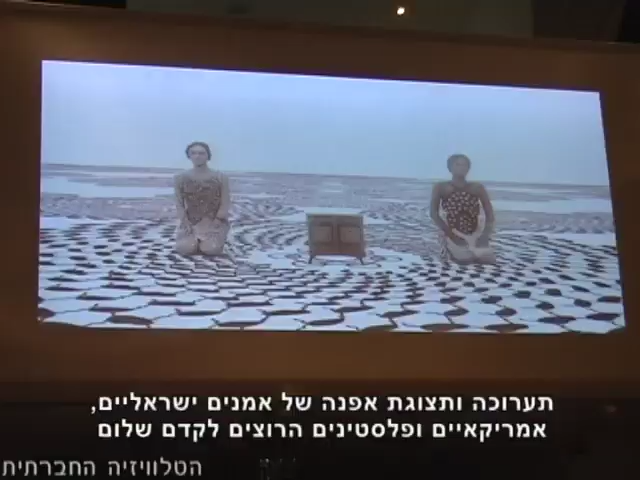 תערוכה ותצוגת אפנה של אמנים ישראליים,
אמריקאיים ופלסטינים הרוצים לקדם שלום
הטלוויזיה החברתית